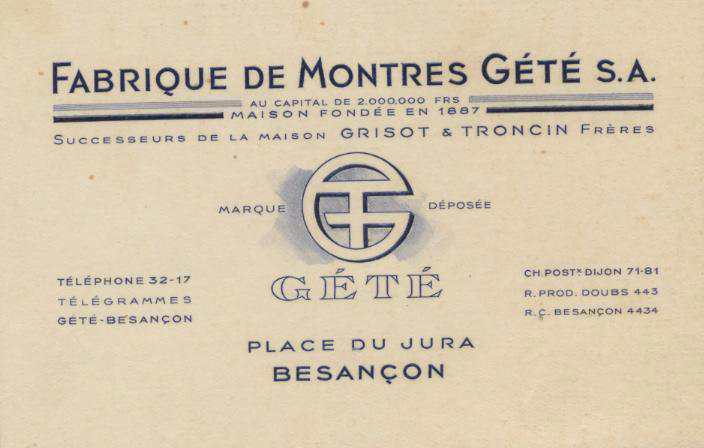 FABRIQUE DE MONTRES GÉTÉ S.A.
AU CAPITAL DE 2.000.000 FRS
MAISON FONDÉE EN 1887
SUCCESSEURS DE LA MAISON GRISOT & TRONCIN FRÈRES
MARQUE DÉPOSÉE
GT
GÉTÉ
TÉLÉPHONE 32-17
TÉLÉGRAMMES
GÉTÉ-BESANÇON
CH. POSTX DIJON 71-81
R. PROD. DOUBS 443
R.C. BESANÇON 4434
PLACE DU JURA
BESANÇON